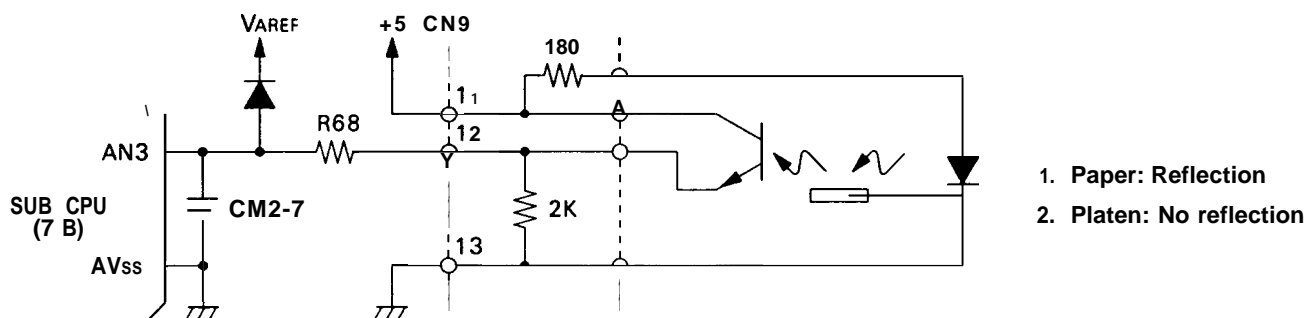 VAREF
+5 CN9
180
11
A
R68
12
AN3
Y
SUB CPU
(7 B)
CM2-7
2K
13
AVss
1. Paper: Reflection
2. Platen: No reflection